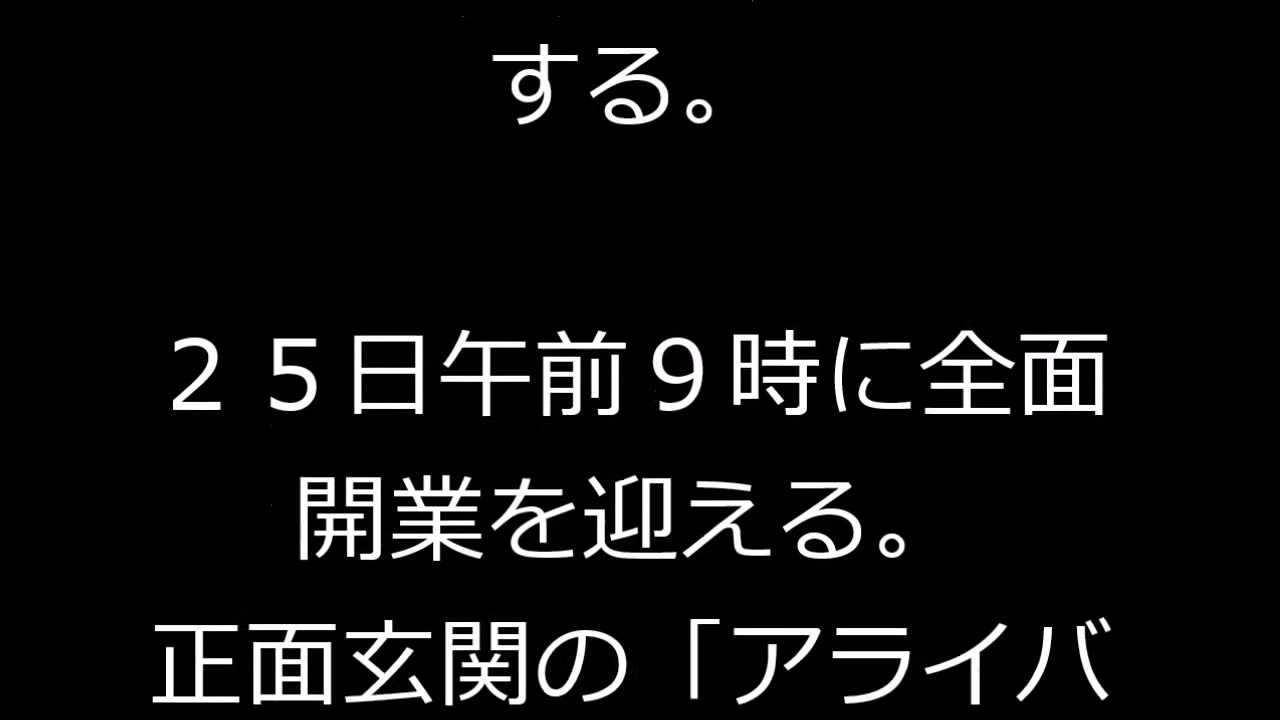 する。
２５日午前９時に全面
開業を迎える。
正面玄関の「アライバ